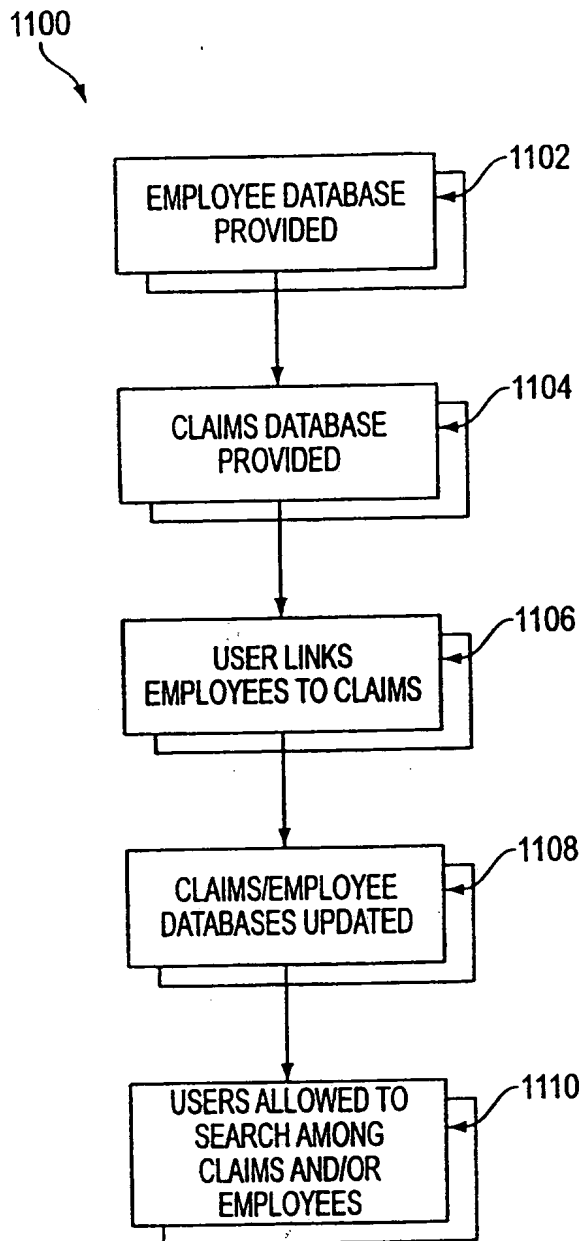 1100
1102
EMPLOYEE DATABASE
PROVIDED
1104
CLAIMS DATABASE
PROVIDED
1106
USER LINKS
EMPLOYEES TO CLAIMS
1108
CLAIMS/EMPLOYEE
DATABASES UPDATED
1110
USERS ALLOWED TO
SEARCH AMONG
CLAIMS AND/OR
EMPLOYEES